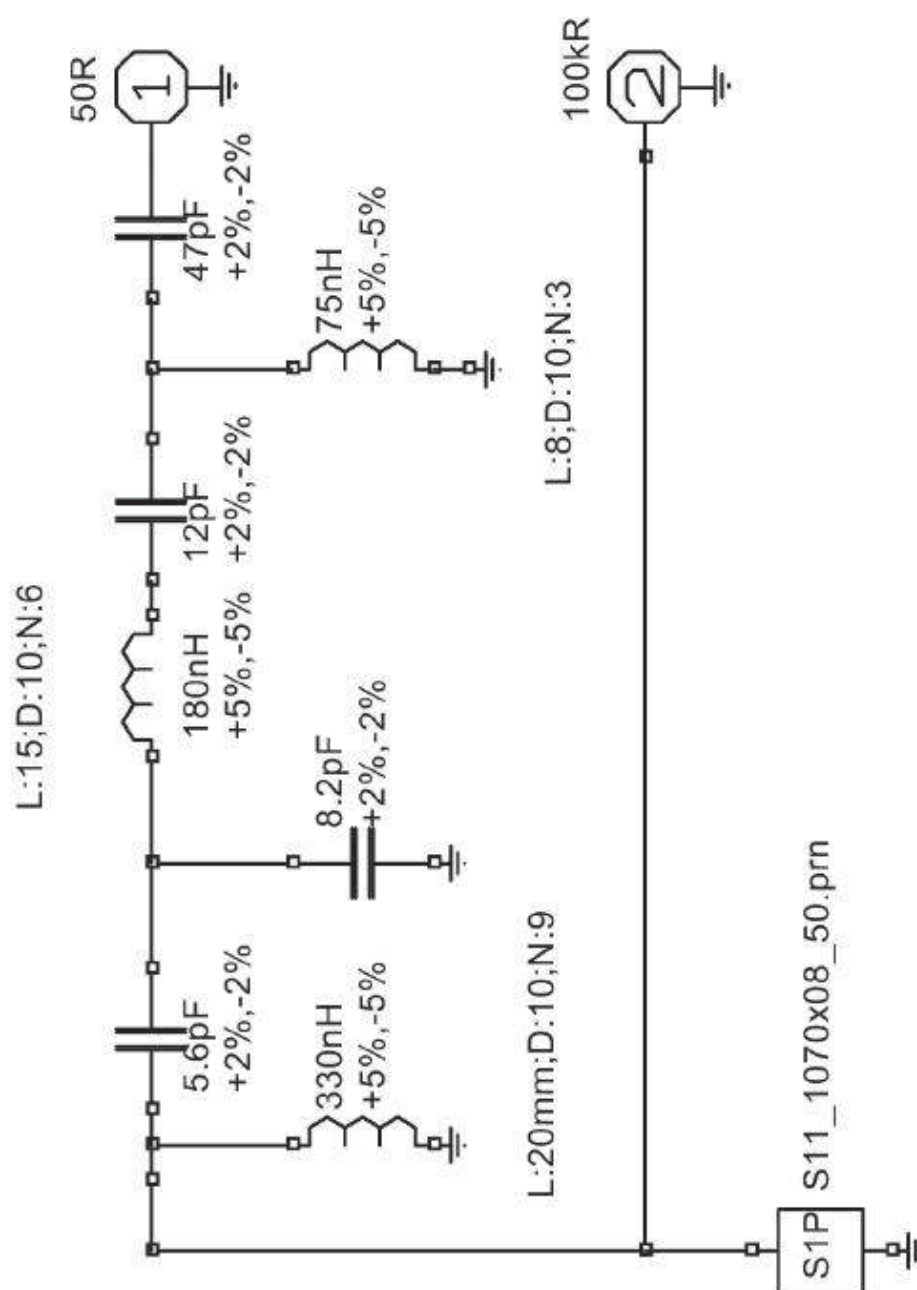 50R
1
47pF
+2%,-2%
75nH
+5%,-5%
12pF
+2%,-2%
L:15;D:10;N:6
180nH
+5%,-5%
8.2pF
+2%,-2%
5.6pF
+2%,-2%
330nH
+5%,-5%
L:20mm;D:10;N:9
L:8;D:10;N:3
100kR
2
S1P
S11_1070x08_50.prn